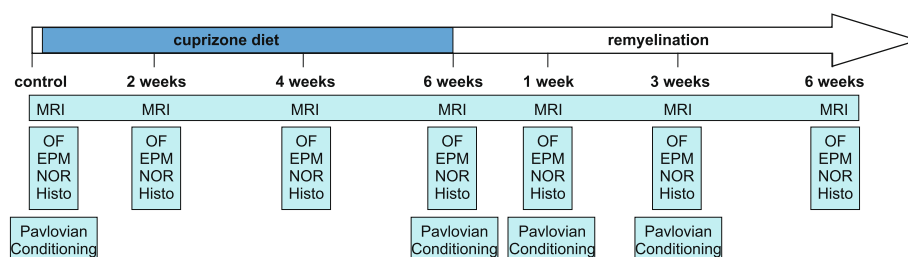 cuprizone diet remyelination
control 2 weeks 4 weeks 6 weeks 1 week 3 weeks 6 weeks
MRI MRI MRI MRI MRI MRI MRI
OF OF OF OF OF OF OF
EPM EPM EPM EPM EPM EPM EPM
NOR NOR NOR NOR NOR NOR NOR
Histo Histo Histo Histo Histo Histo Histo
Pavlovian Pavlovian Pavlovian Pavlovian
Conditioning Conditioning Conditioning Conditioning